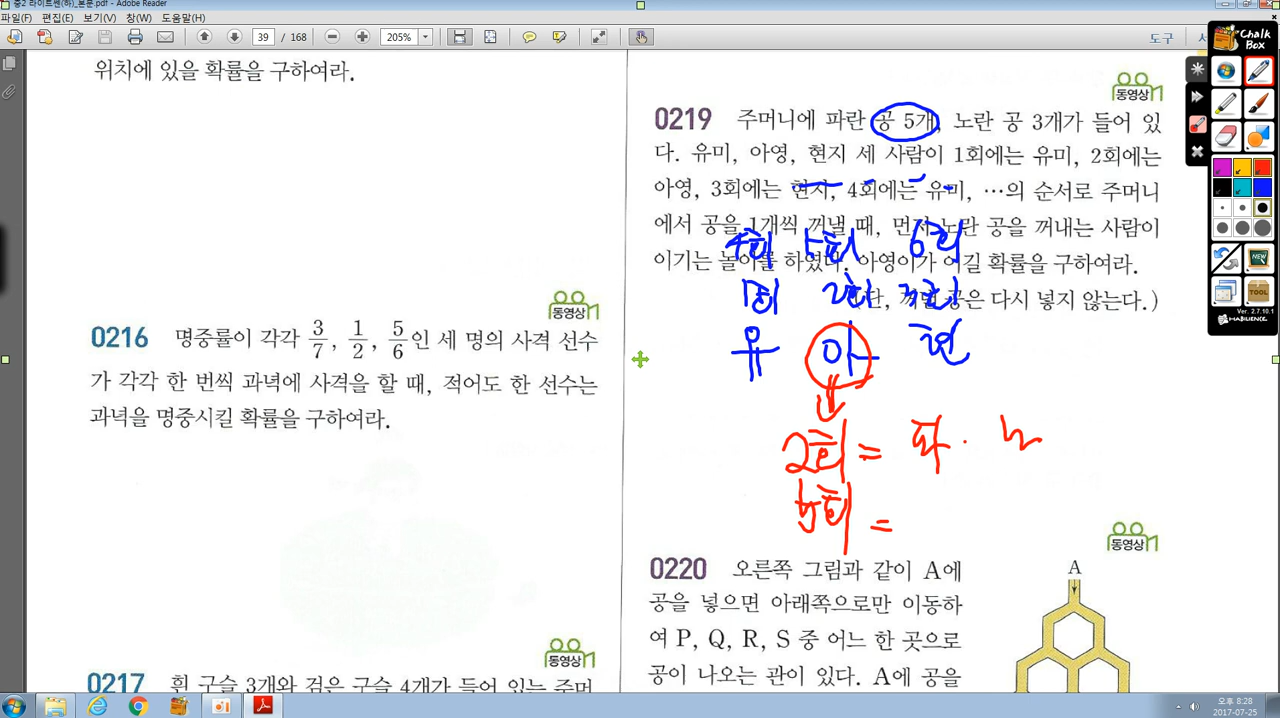 중2 라이트쎈(하)_본문.pdf - Adobe Reader
파일(F) 편집(E) 보기(V) 창(W) 도움말(H)
39 / 168 205% 도구
Chalk Box
Ver. 2.7.10.1
HABILIENCE
NEW
TOOL
위치에 있을 확률을 구하여라.
동영상
0216 명중률이 각각 3/7, 1/2, 5/6인 세 명의 사격 선수
가 각각 한 번씩 과녁에 사격을 할 때, 적어도 한 선수는
과녁을 명중시킬 확률을 구하여라.
동영상
0217 흰 구슬 3개와 검은 구슬 4개가 들어 있는 주머
동영상
0219 주머니에 파란 공 5개, 노란 공 3개가 들어 있
다. 유미, 아영, 현지 세 사람이 1회에는 유미, 2회에는
아영, 3회에는 현지, 4회에는 유미, …의 순서로 주머니
에서 공을 1개씩 꺼낼 때, 먼저 노란 공을 꺼내는 사람이
이기는 놀이를 하였다. 아영이가 이길 확률을 구하여라.
(단, 꺼낸 공은 다시 넣지 않는다.)
4회 5회 6회
1회 2회 3회
유 아 현
2회 = 파 · 노
5회 =
동영상
0220 오른쪽 그림과 같이 A에
공을 넣으면 아래쪽으로만 이동하
여 P, Q, R, S 중 어느 한 곳으로
공이 나오는 관이 있다. A에 공을
A
오후 8:28
2017-07-25